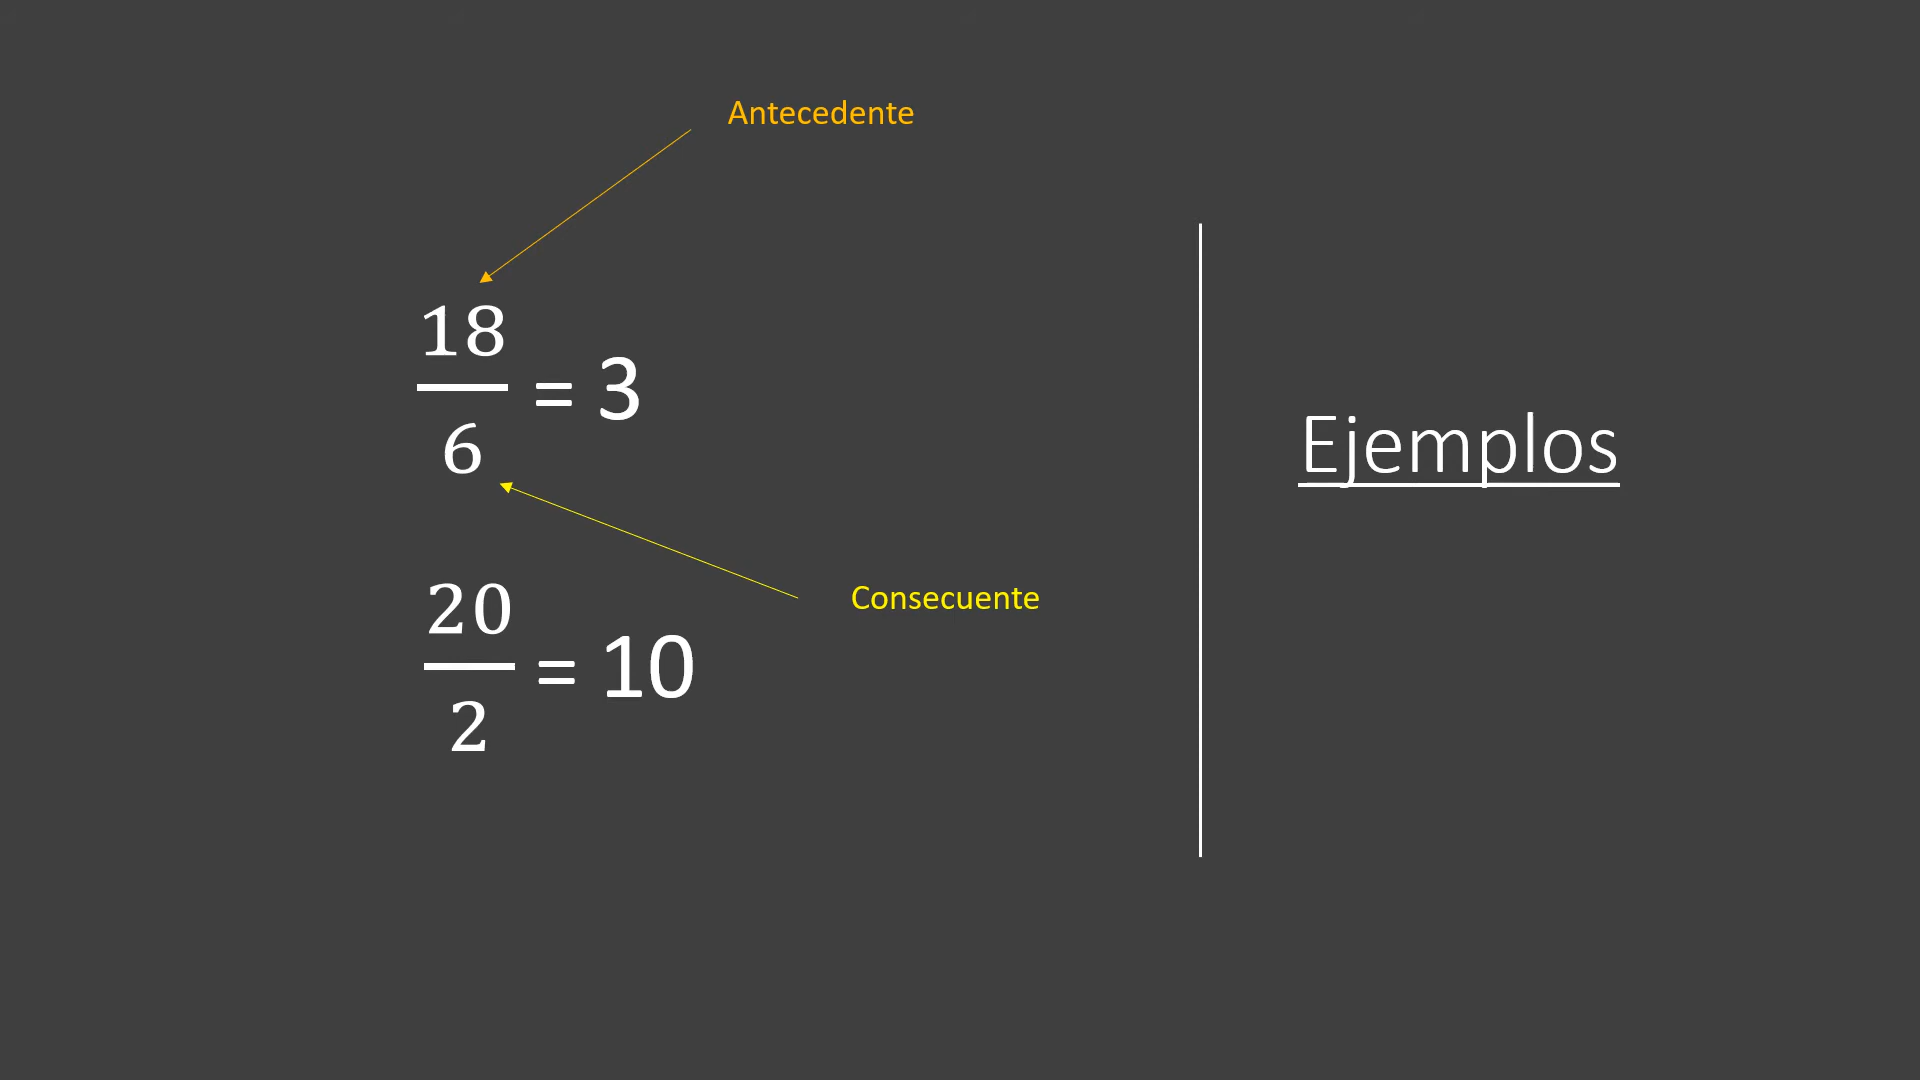 Antecedente
18/6 = 3
Consecuente
20/2 = 10
Ejemplos